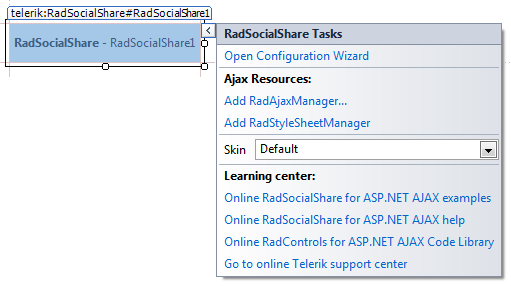 telerik:RadSocialShare#RadSocialShare1
RadSocialShare - RadSocialShare1
RadSocialShare Tasks
Open Configuration Wizard
Ajax Resources:
Add RadAjaxManager...
Add RadStyleSheetManager
Skin Default
Learning center:
Online RadSocialShare for ASP.NET AJAX examples
Online RadSocialShare for ASP.NET AJAX help
Online RadControls for ASP.NET AJAX Code Library
Go to online Telerik support center